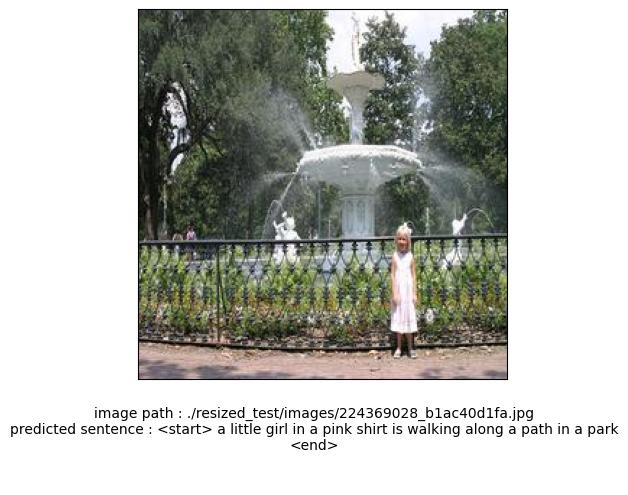 image path : ./resized_test/images/224369028_b1ac40d1fa.jpg
predicted sentence : <start> a little girl in a pink shirt is walking along a path in a park
<end>